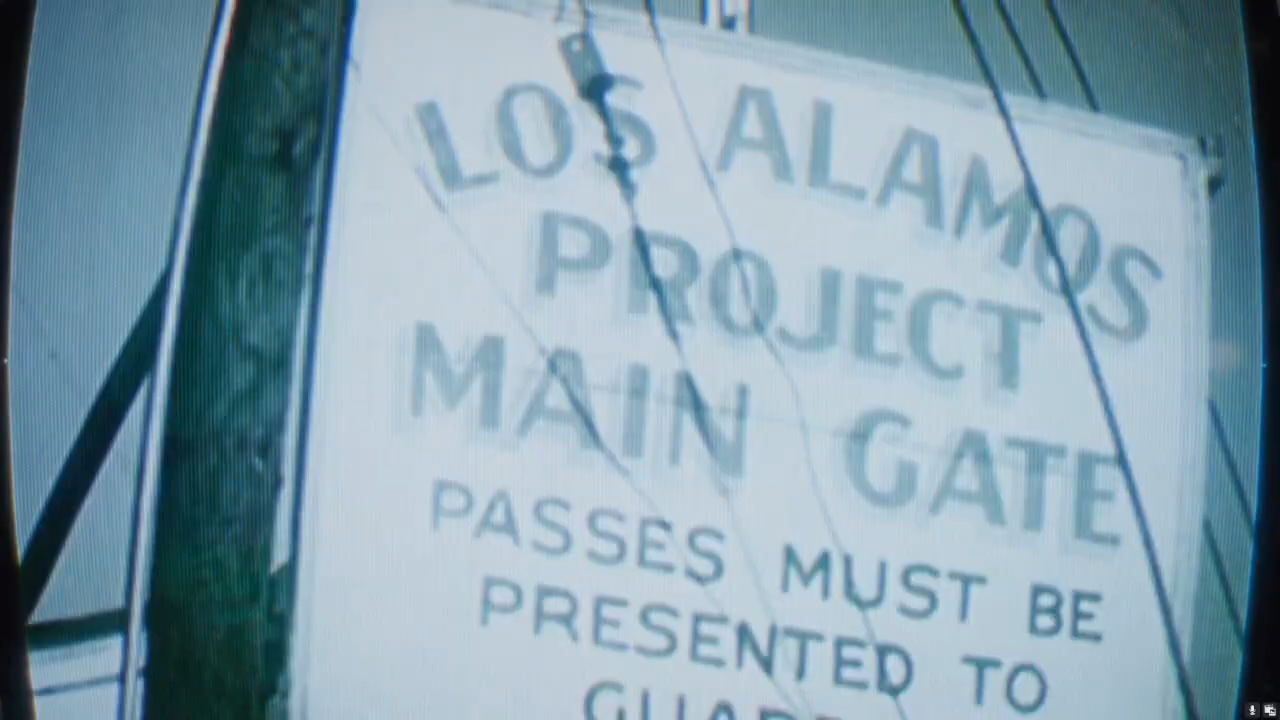 LOS ALAMOS
PROJECT
MAIN GATE
PASSES MUST BE
PRESENTED TO